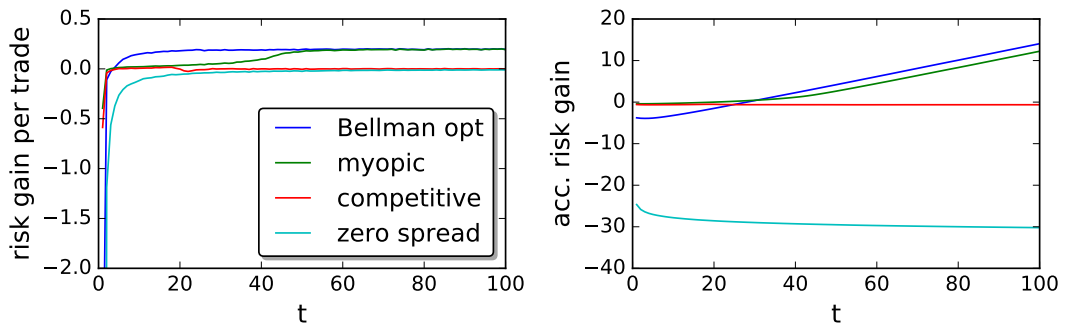 risk gain per trade
0.5
0.0
−0.5
−1.0
−1.5
−2.0
0 20 40 60 80 100
t
Bellman opt
myopic
competitive
zero spread
acc. risk gain
20
10
0
−10
−20
−30
−40
0 20 40 60 80 100
t